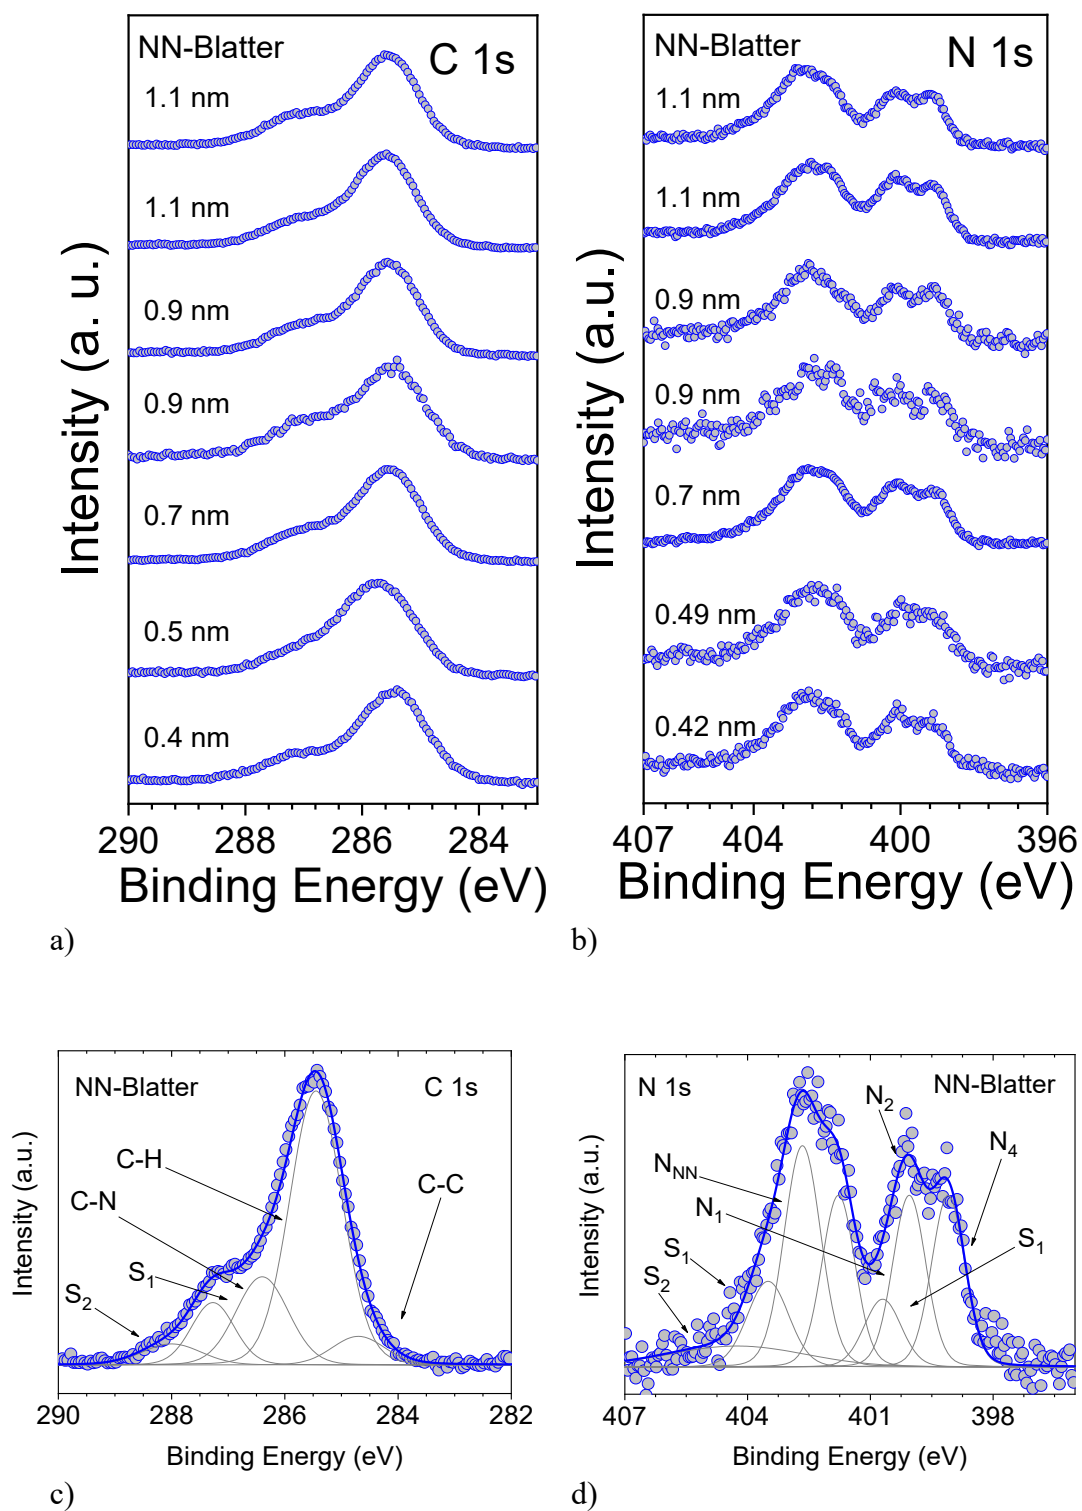 NN-Blatter
C 1s
1.1 nm
1.1 nm
0.9 nm
0.9 nm
0.7 nm
0.5 nm
0.4 nm
Intensity (a. u.)
290 288 286 284
Binding Energy (eV)
a)
NN-Blatter
N 1s
1.1 nm
1.1 nm
0.9 nm
0.9 nm
0.7 nm
0.49 nm
0.42 nm
Intensity (a.u.)
407 404 400 396
Binding Energy (eV)
b)
NN-Blatter
C 1s
C-H
C-N
C-C
S1
S2
Intensity (a.u.)
290 288 286 284 282
Binding Energy (eV)
c)
N 1s
NN-Blatter
N2
N4
NNN
N1
S1
S1
S2
Intensity (a.u.)
407 404 401 398
Binding Energy (eV)
d)